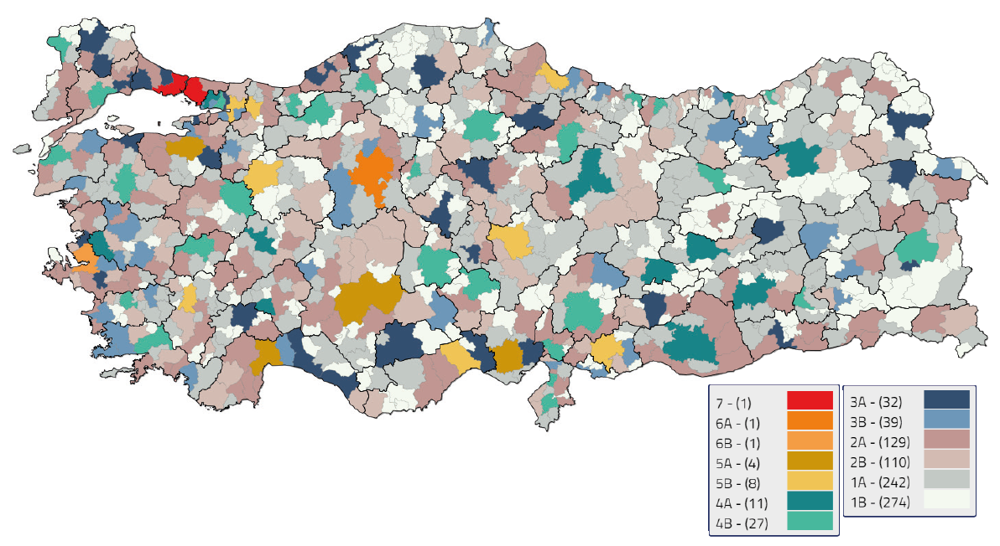 7 - (1)
6A - (1)
6B - (1)
5A - (4)
5B - (8)
4A - (11)
4B - (27)
3A - (32)
3B - (39)
2A - (129)
2B - (110)
1A - (242)
1B - (274)